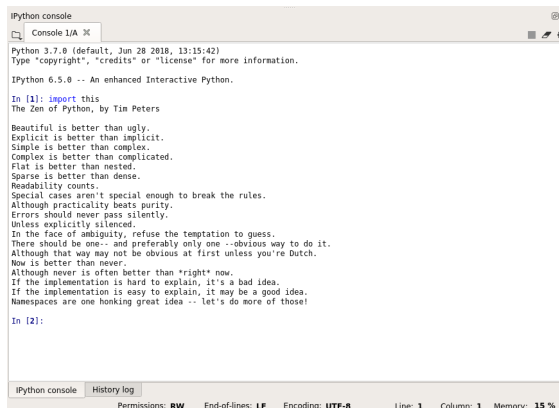 IPython console
Console 1/A
Python 3.7.0 (default, Jun 28 2018, 13:15:42)
Type "copyright", "credits" or "license" for more information.
IPython 6.5.0 -- An enhanced Interactive Python.
In [1]: import this
The Zen of Python, by Tim Peters
Beautiful is better than ugly.
Explicit is better than implicit.
Simple is better than complex.
Complex is better than complicated.
Flat is better than nested.
Sparse is better than dense.
Readability counts.
Special cases aren't special enough to break the rules.
Although practicality beats purity.
Errors should never pass silently.
Unless explicitly silenced.
In the face of ambiguity, refuse the temptation to guess.
There should be one-- and preferably only one --obvious way to do it.
Although that way may not be obvious at first unless you're Dutch.
Now is better than never.
Although never is often better than *right* now.
If the implementation is hard to explain, it's a bad idea.
If the implementation is easy to explain, it may be a good idea.
Namespaces are one honking great idea -- let's do more of those!
In [2]:
IPython console History log
Permissions: RW End-of-lines: LF Encoding: UTF-8 Line: 1 Column: 1 Memory: 15 %